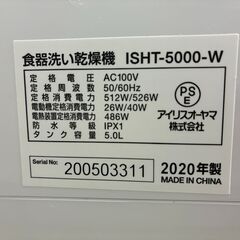 食器洗い乾燥機 ISHT-5000-W
定格電圧 AC100V
定格周波数 50/60Hz
定格消費電力 512W/526W
電動機定格消費電力 26W/40W
電熱装置定格消費電力 486W
防水等級 IPX1
タンク容量 5.0L
PS
E
アイリスオーヤマ
株式会社
Serial No: 200503311
2020年製
MADE IN CHINA